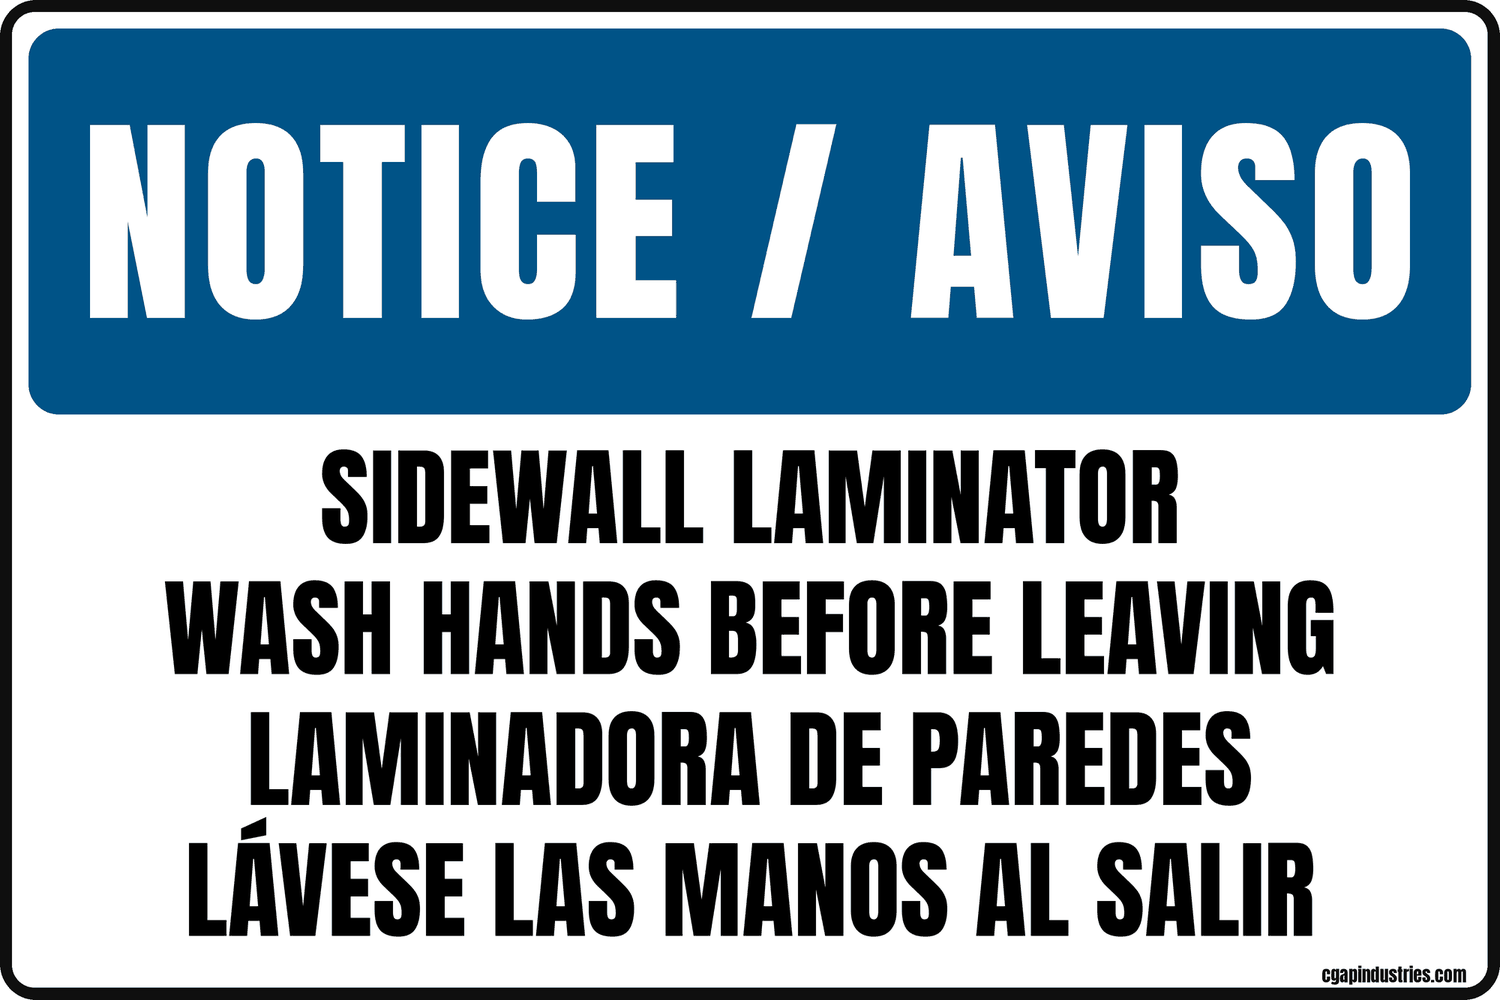 NOTICE / AVISO
SIDEWALL LAMINATOR
WASH HANDS BEFORE LEAVING
LAMINADORA DE PAREDES
LÁVESE LAS MANOS AL SALIR
cgapindustries.com